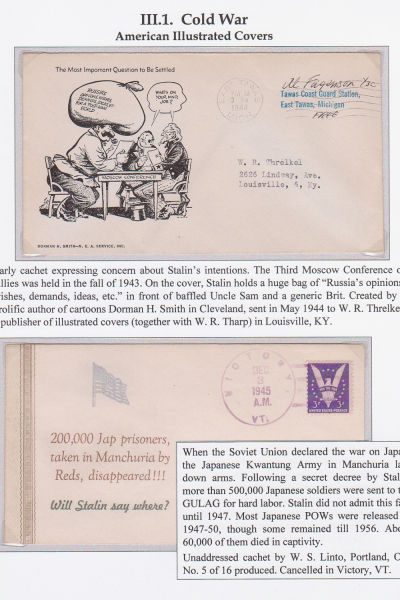 III.1. Cold War
American Illustrated Covers
The Most Important Question to Be Settled
WHAT'S ON
YOUR MIND,
JOE?
MOSCOW CONFERENCE
DORMAN H. SMITH—N. E. A. SERVICE, INC.
Tawas Coast Guard Station,
East Tawas, Michigan
FREE
W. R. Threlkel
2626 Lindsay, Ave.
Louisville, 4, Ky.
arly cachet expressing concern about Stalin's intentions. The Third Moscow Conference o
llies was held in the fall of 1943. On the cover, Stalin holds a huge bag of "Russia's opinions
ishes, demands, ideas, etc." in front of baffled Uncle Sam and a generic Brit. Created by
rolific author of cartoons Dorman H. Smith in Cleveland, sent in May 1944 to W. R. Threlke
publisher of illustrated covers (together with W. R. Tharp) in Louisville, KY.
VICTORY
DEC
3
1945
A.M.
VT.
3¢ 3¢
UNITED STATES POSTAGE
200,000 Jap prisoners,
taken in Manchuria by
Reds, disappeared!!!
Will Stalin say where?
When the Soviet Union declared the war on Japa
the Japanese Kwantung Army in Manchuria la
down arms. Following a secret decree by Stal
more than 500,000 Japanese soldiers were sent to t
GULAG for hard labor. Stalin did not admit this fa
until 1947. Most Japanese POWs were released
1947-50, though some remained till 1956. Abo
60,000 of them died in captivity.
Unaddressed cachet by W. S. Linto, Portland, O
No. 5 of 16 produced. Cancelled in Victory, VT.